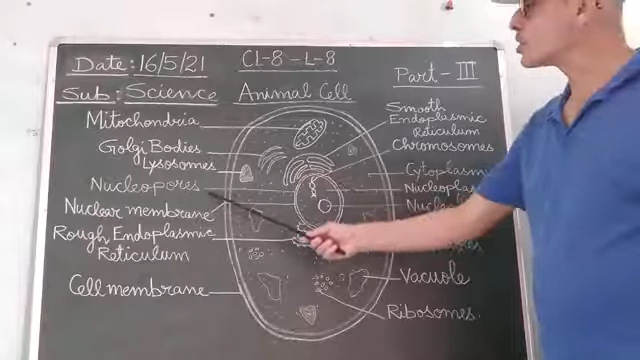 Date: 16/5/21
CL-8 - L-8
Part - III
Sub: Science
Animal Cell
Mitochondria
Golgi Bodies
Lysosomes
Nucleopores
Nuclear membrane
Rough Endoplasmic
Reticulum
Cell membrane
Smooth
Endoplasmic
Reticulum
Chromosomes
Vacuole
Ribosomes.